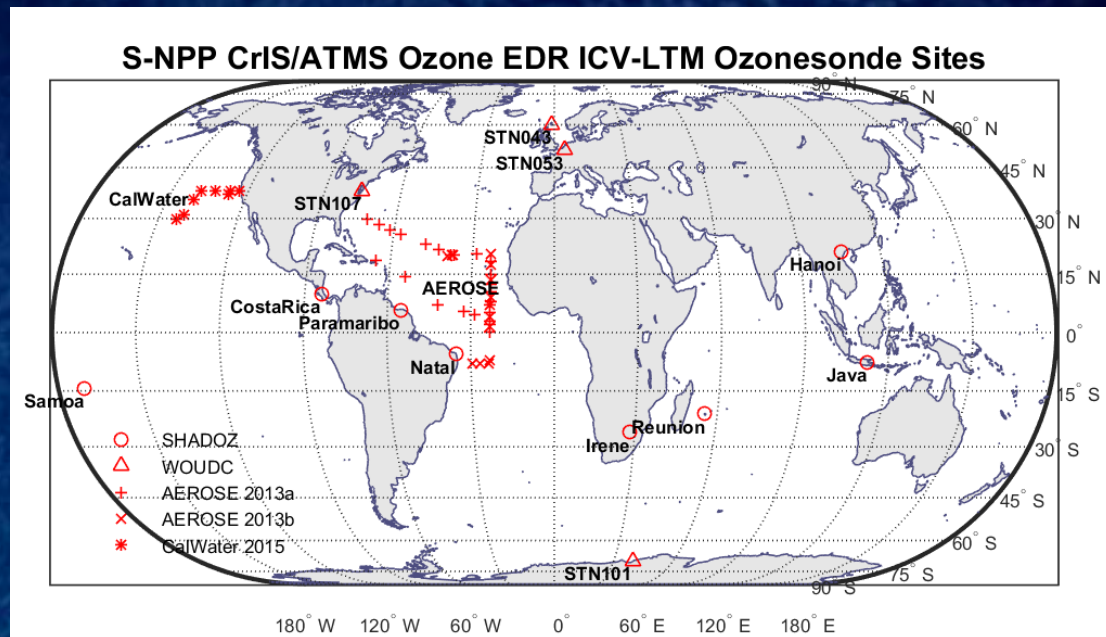 S-NPP CrIS/ATMS Ozone EDR ICV-LTM Ozonesonde Sites
90° N
75° N
60° N
STN043
STN053
45° N
CalWater
STN107
30° N
Hanoi
15° N
AEROSE
CostaRica
Paramaribo
0°
Natal
Java
Samoa
15° S
Reunion
Irene
30° S
SHADOZ
WOUDC
AEROSE 2013a
45° S
AEROSE 2013b
CalWater 2015
60° S
STN101
75° S
90° S
180° W 120° W 60° W 0° 60° E 120° E 180° E